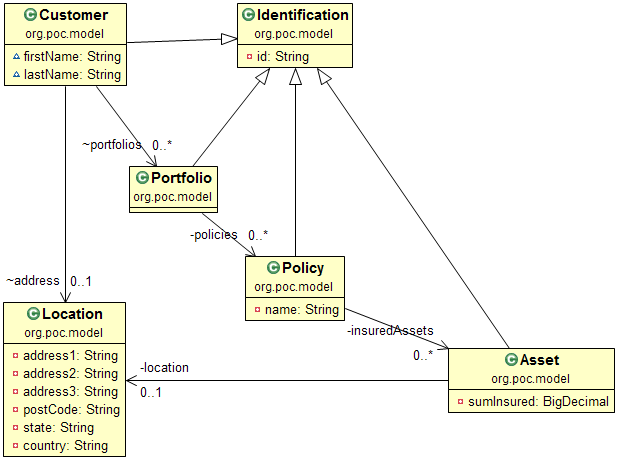 Customer
org.poc.model
firstName: String
lastName: String
Identification
org.poc.model
id: String
~portfolios 0..*
Portfolio
org.poc.model
-policies 0..*
Policy
org.poc.model
name: String
~address 0..1
Location
org.poc.model
address1: String
address2: String
address3: String
postCode: String
state: String
country: String
-insuredAssets
0..*
-location
0..1
Asset
org.poc.model
sumInsured: BigDecimal